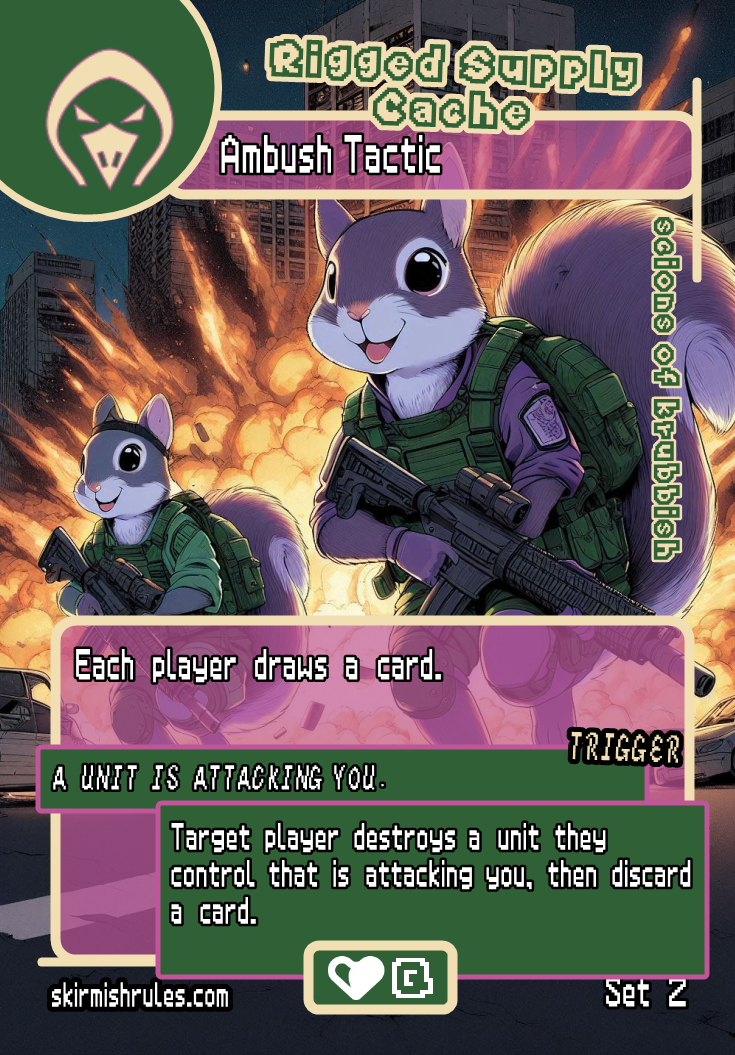 Rigged Supply
Cache
Ambush Tactic
scions of brubbish
Each player draws a card.
TRIGGER
A UNIT IS ATTACKING YOU.
Target player destroys a unit they
control that is attacking you, then discard
a card.
skirmishrules.com
Set 2